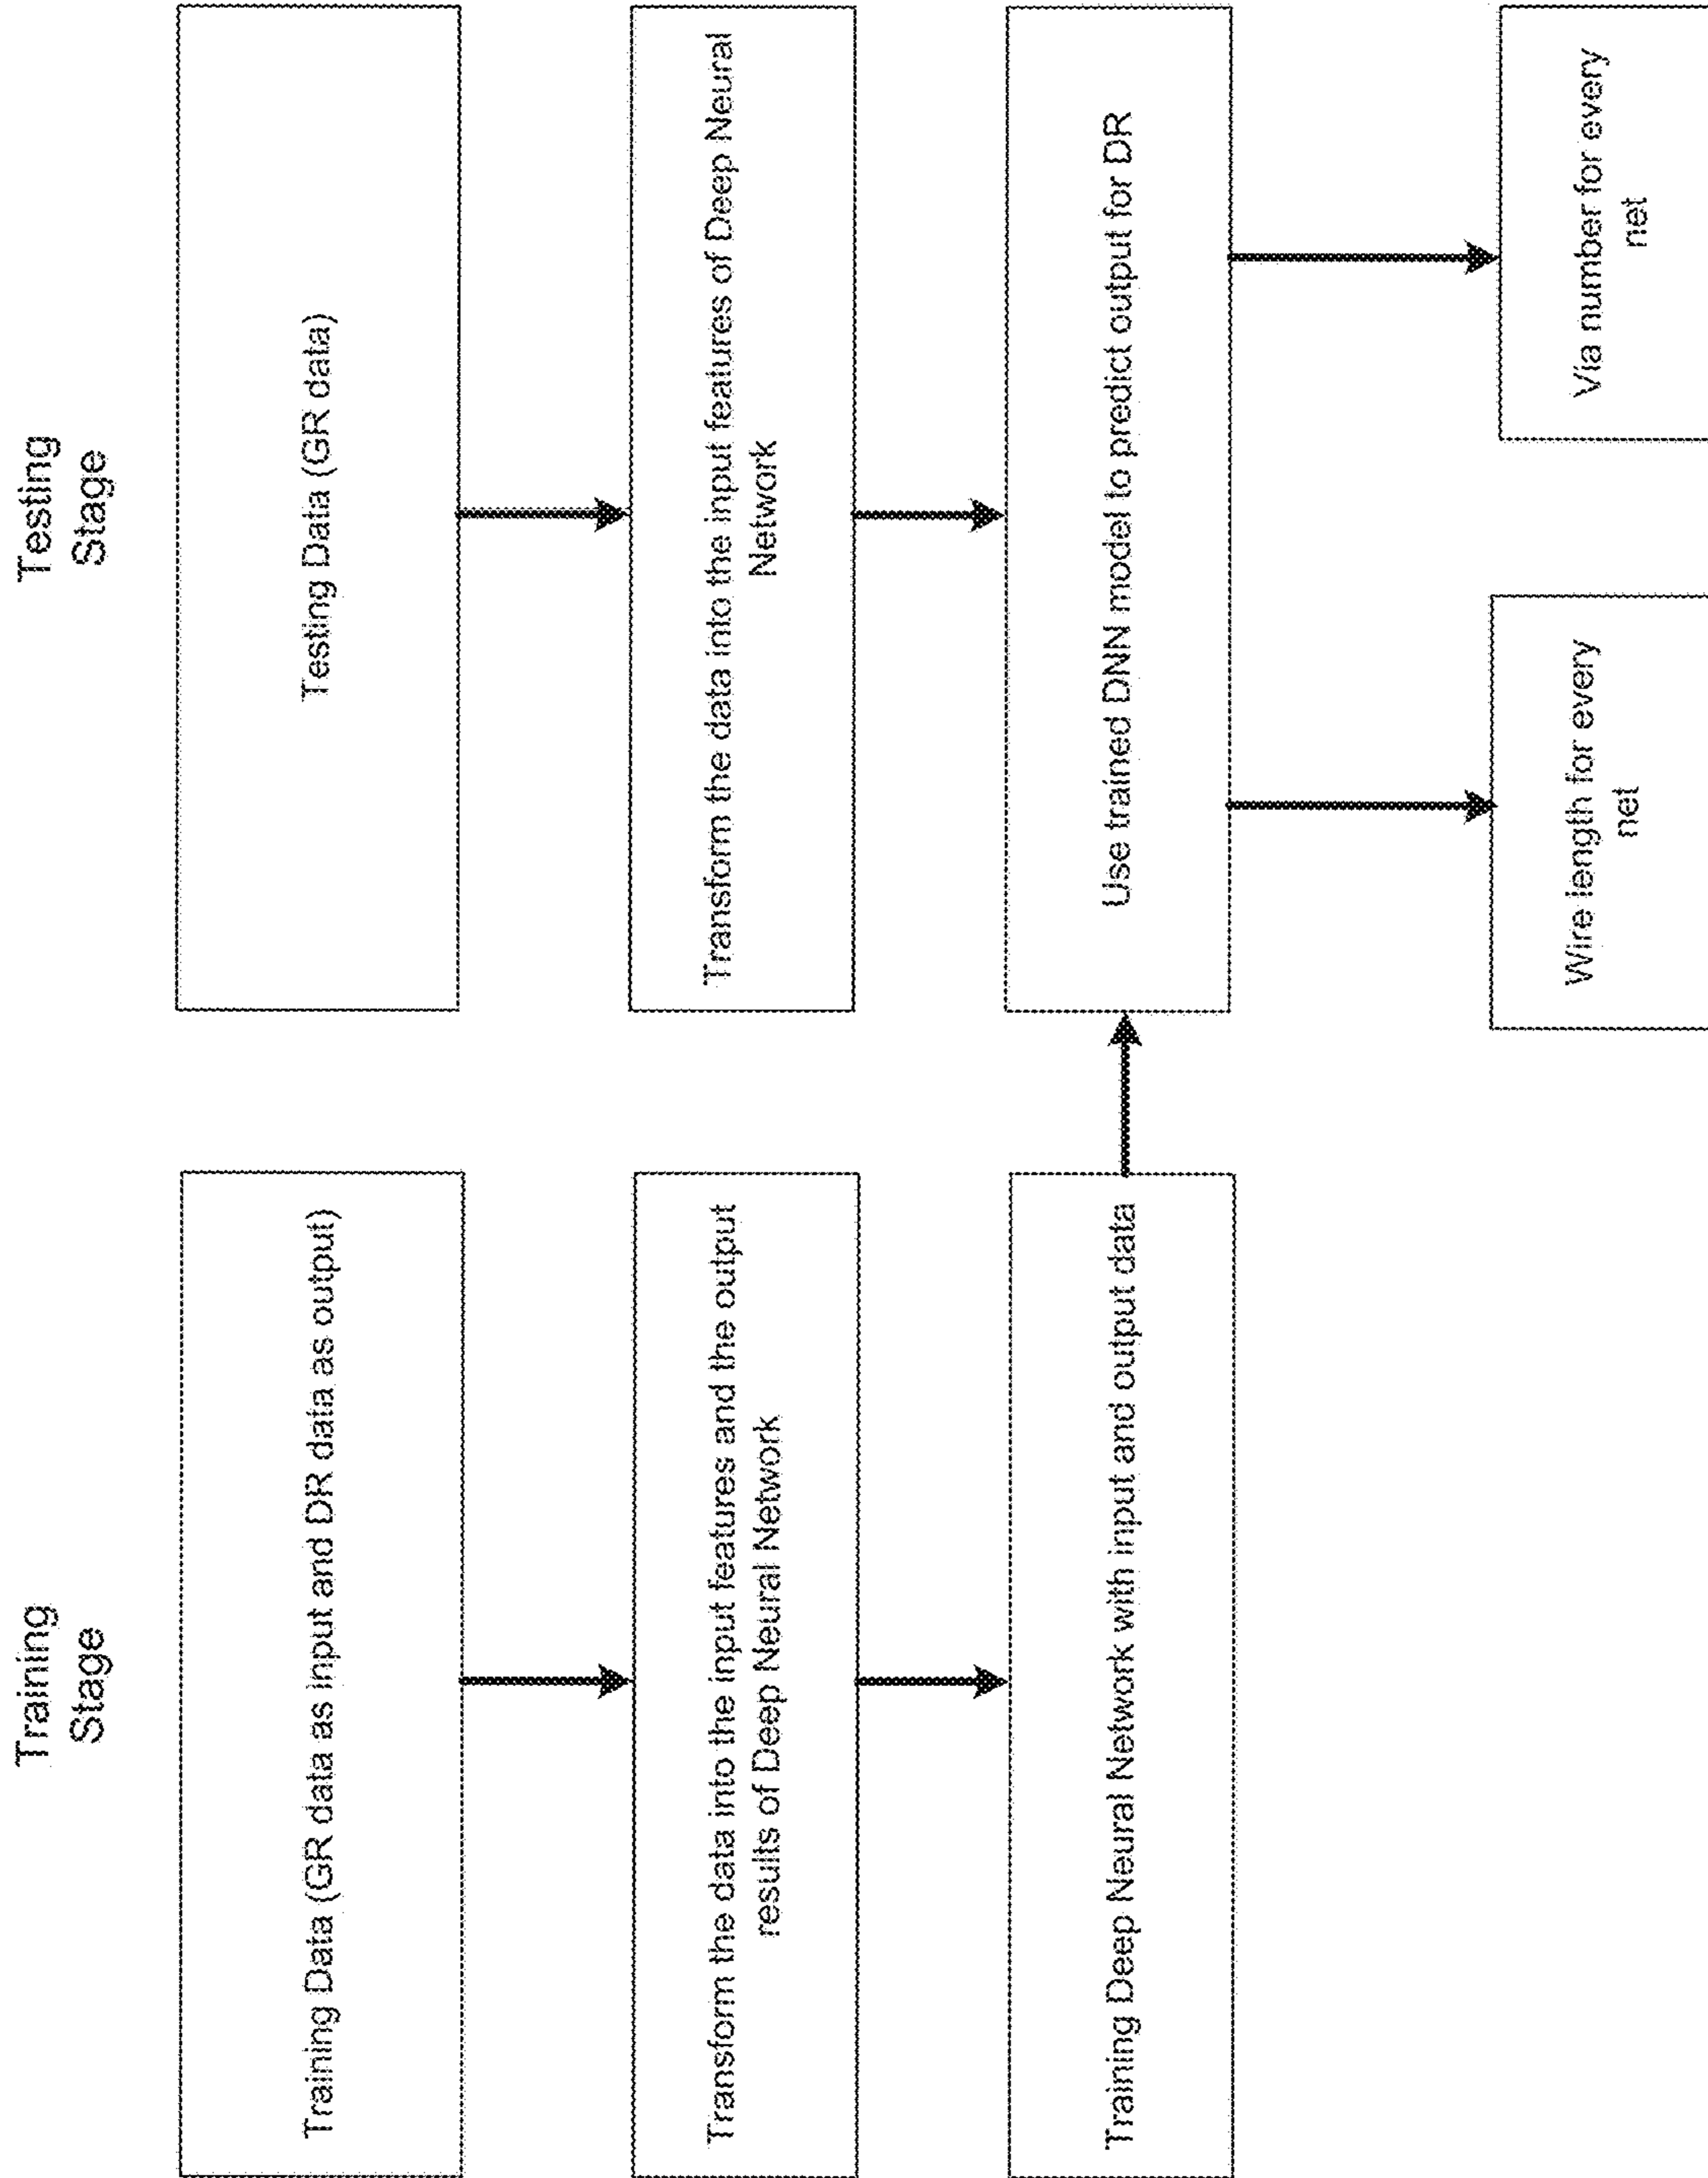 Training
Stage
Training Data (GR data as input and DR data as output)
Transform the data into the input features and the output
results of Deep Neural Network
Training Deep Neural Network with input and output data
Testing
Stage
Testing Data (GR data)
Transform the data into the input features of Deep Neural
Network
Use trained DNN model to predict output for DR
Wire length for every
net
Via number for every
net